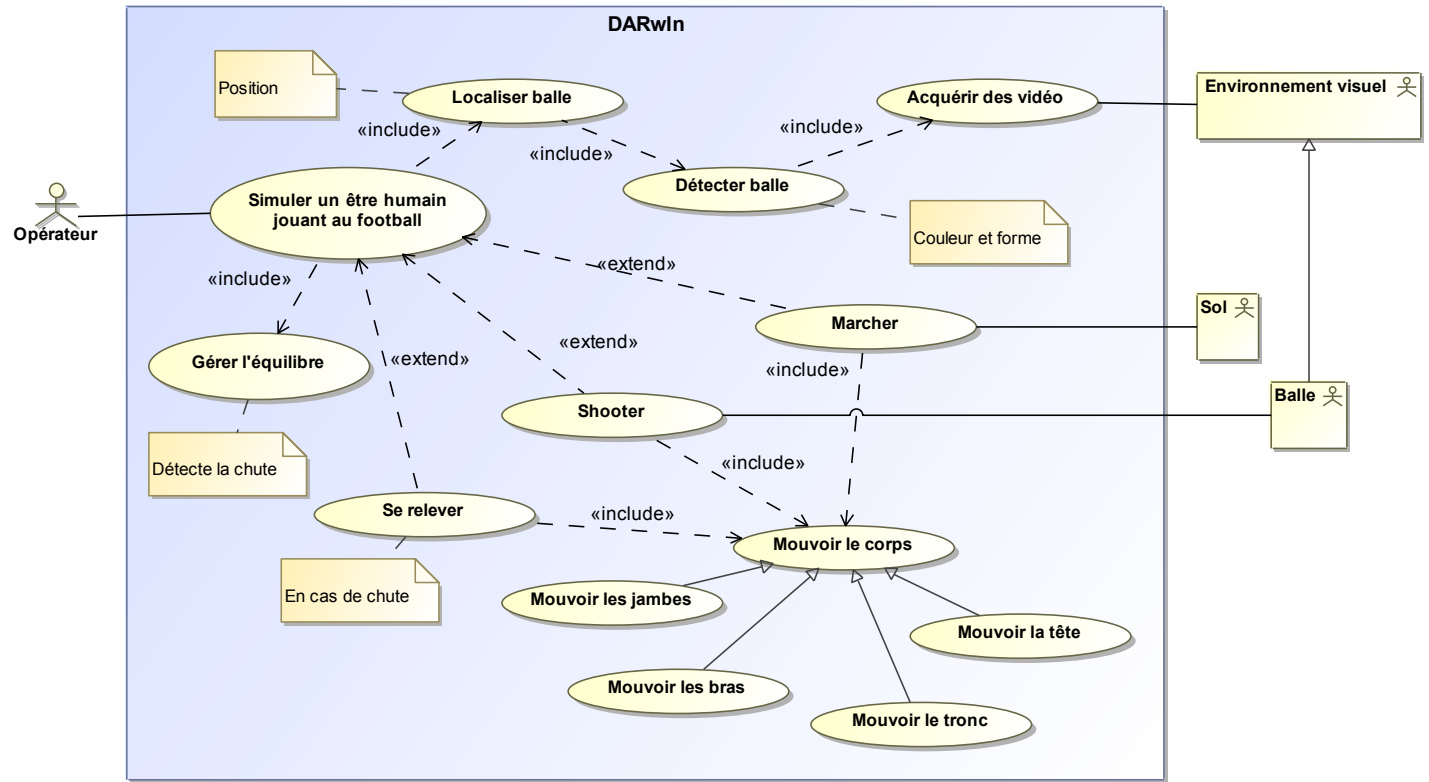 DARwIn
Position
Localiser balle
Acquérir des vidéo
Environnement visuel
«include»
«include»
«include»
Détecter balle
Simuler un être humain
jouant au football
Opérateur
Couleur et forme
«extend»
«include»
Sol
Marcher
«extend»
«extend»
Gérer l'équilibre
«include»
Balle
Shooter
Détecte la chute
«include»
Se relever
«include»
Mouvoir le corps
En cas de chute
Mouvoir les jambes
Mouvoir la tête
Mouvoir les bras
Mouvoir le tronc